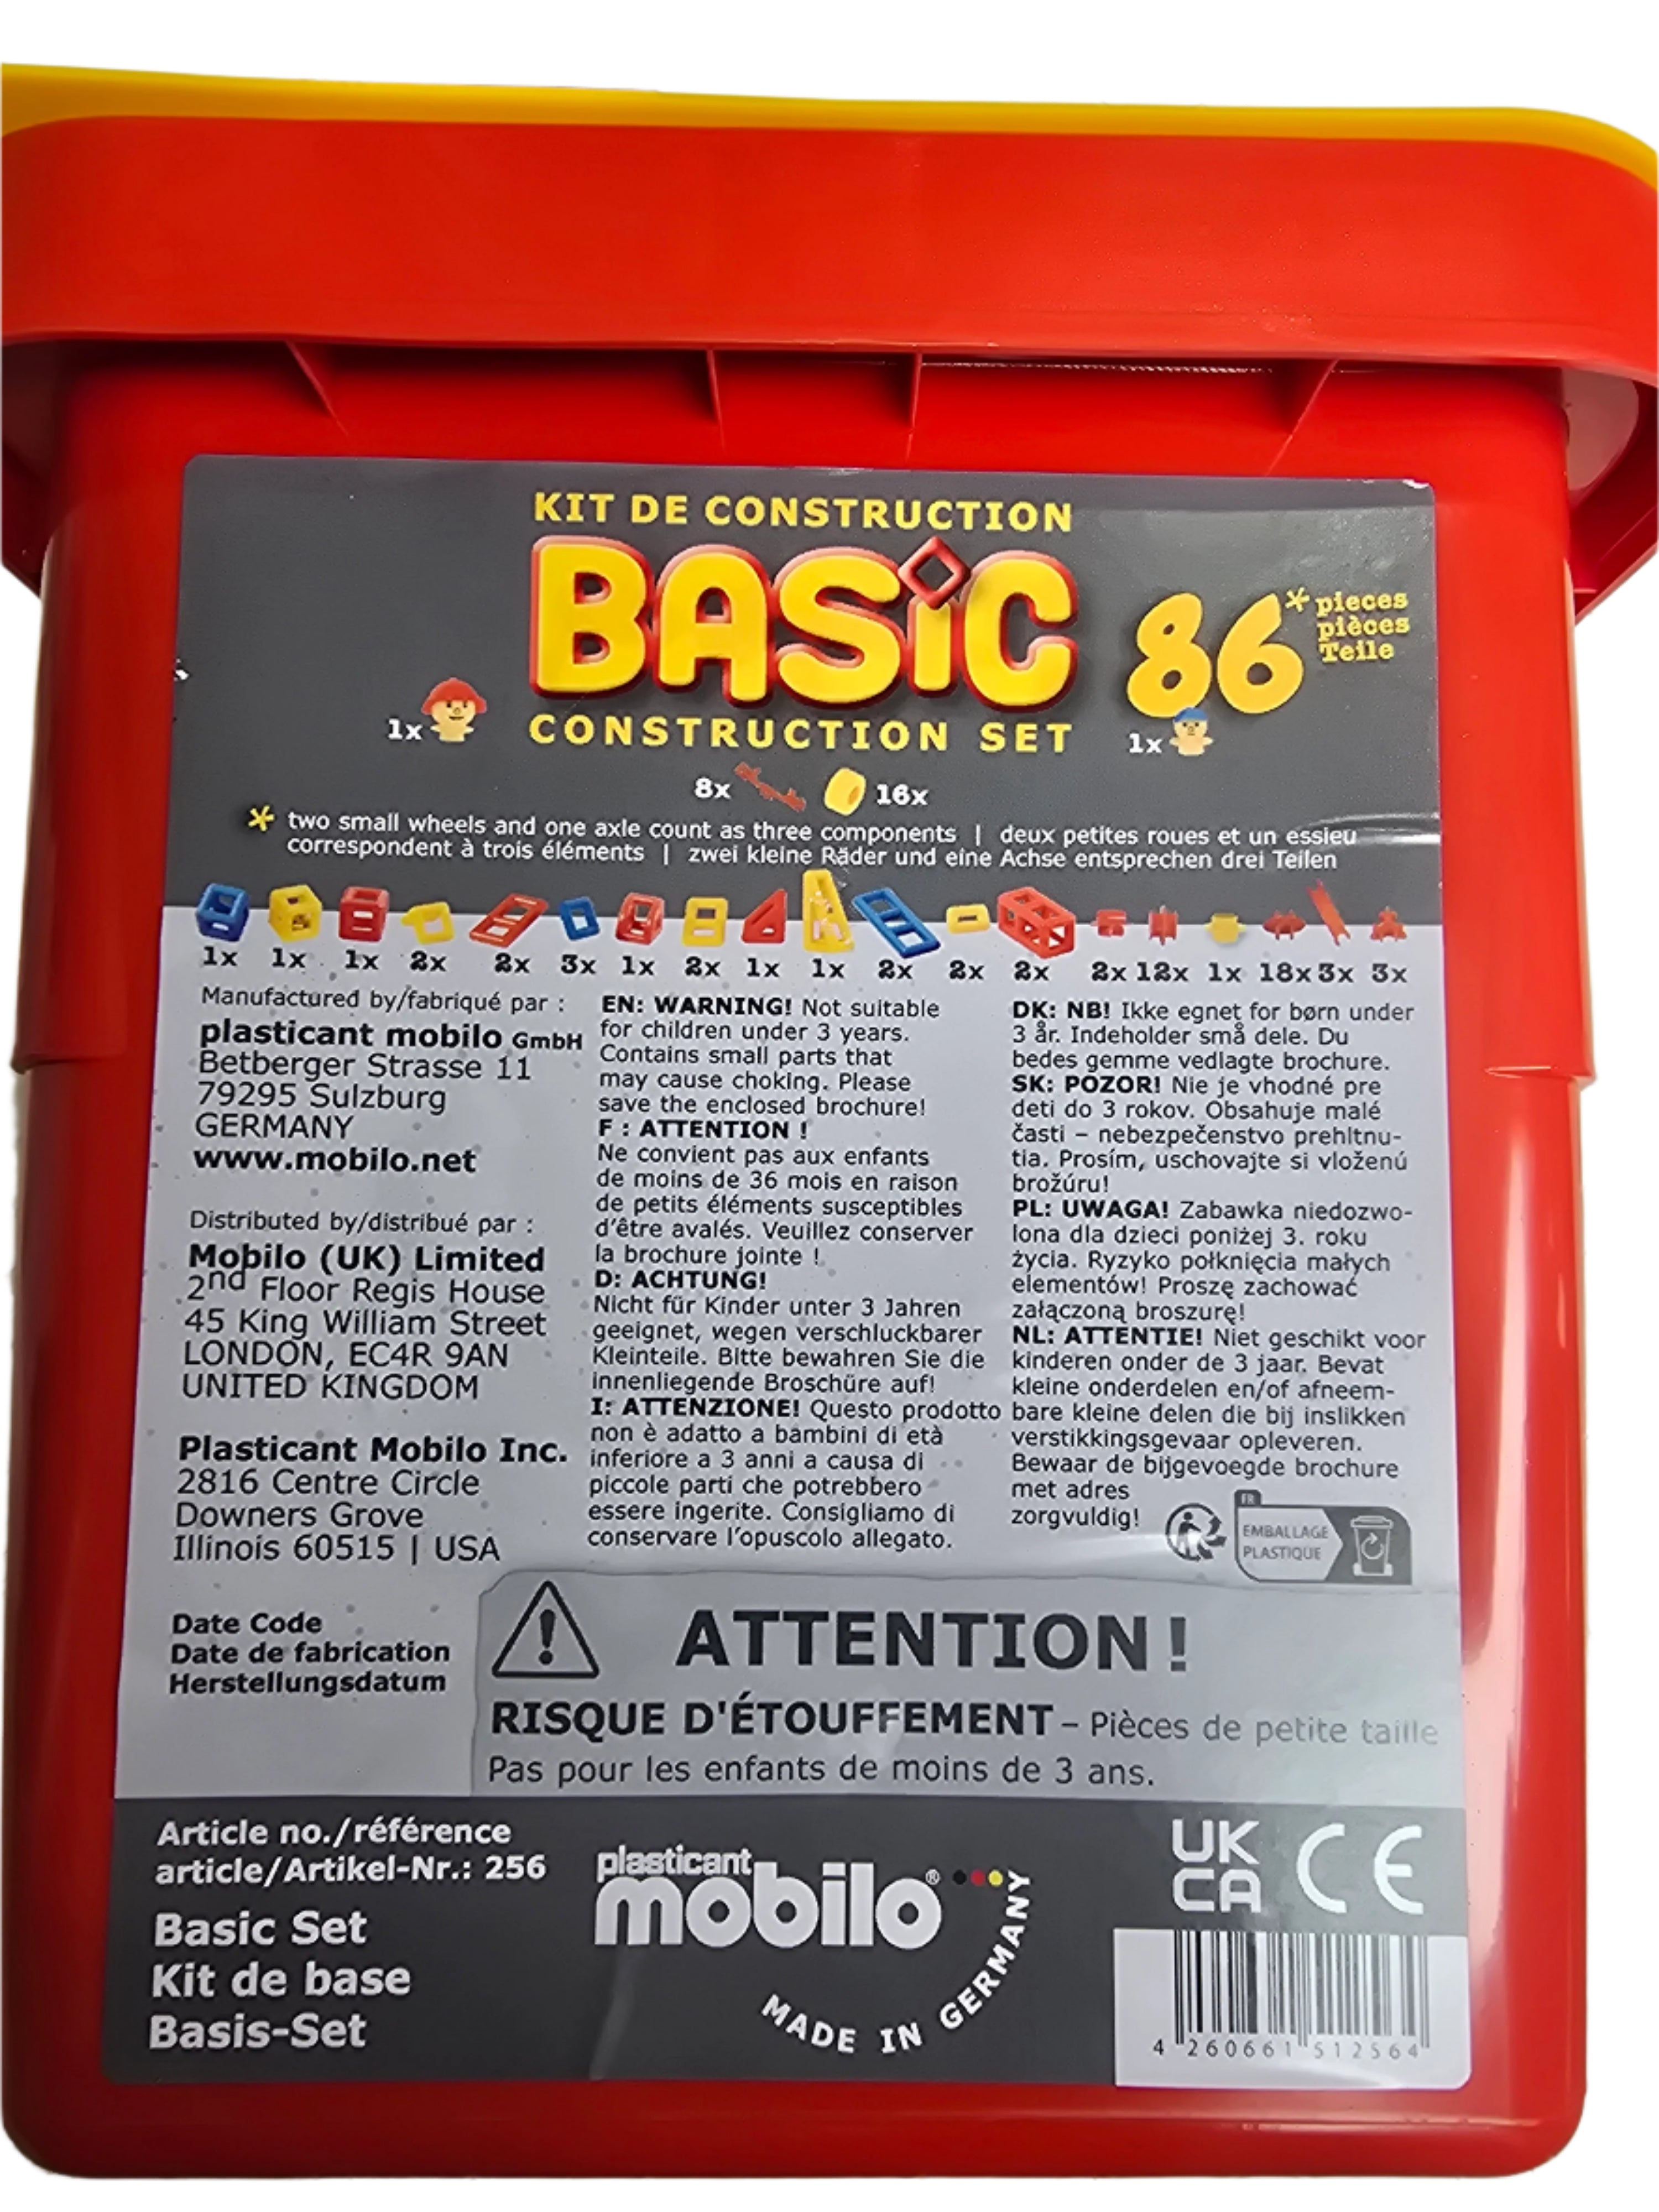 KIT DE CONSTRUCTION
BASiC
86* pieces
pièces
Teile
1x
CONSTRUCTION SET
1x
8x 16x
* two small wheels and one axle count as three components | deux petites roues et un essieu
correspondent à trois éléments | zwei kleine Räder und eine Achse entsprechen drei Teilen
1x 1x 1x 2x 2x 3x 1x 2x 1x 1x 2x 2x 2x 2x 12x 1x 18x 3x 3x
Manufactured by/fabriqué par :
plasticant mobilo GmbH
Betberger Strasse 11
79295 Sulzburg
GERMANY
www.mobilo.net
Distributed by/distribué par :
Mobilo (UK) Limited
2nd Floor Regis House
45 King William Street
LONDON, EC4R 9AN
UNITED KINGDOM
Plasticant Mobilo Inc.
2816 Centre Circle
Downers Grove
Illinois 60515 | USA
Date Code
Date de fabrication
Herstellungsdatum
EN: WARNING! Not suitable
for children under 3 years.
Contains small parts that
may cause choking. Please
save the enclosed brochure!
F : ATTENTION !
Ne convient pas aux enfants
de moins de 36 mois en raison
de petits éléments susceptibles
d'être avalés. Veuillez conserver
la brochure jointe !
D: ACHTUNG!
Nicht für Kinder unter 3 Jahren
geeignet, wegen verschluckbarer
Kleinteile. Bitte bewahren Sie die
innenliegende Broschüre auf!
I: ATTENZIONE! Questo prodotto
non è adatto a bambini di età
inferiore a 3 anni a causa di
piccole parti che potrebbero
essere ingerite. Consigliamo di
conservare l'opuscolo allegato.
DK: NB! Ikke egnet for børn under
3 år. Indeholder små dele. Du
bedes gemme vedlagte brochure.
SK: POZOR! Nie je vhodné pre
deti do 3 rokov. Obsahuje malé
časti – nebezpečenstvo prehltnu-
tia. Prosím, uschovajte si vloženú
brožúru!
PL: UWAGA! Zabawka niedozwo-
lona dla dzieci poniżej 3. roku
życia. Ryzyko połknięcia małych
elementów! Proszę zachować
załączoną broszurę!
NL: ATTENTIE! Niet geschikt voor
kinderen onder de 3 jaar. Bevat
kleine onderdelen en/of afneem-
bare kleine delen die bij inslikken
verstikkingsgevaar opleveren.
Bewaar de bijgevoegde brochure
met adres
zorgvuldig!
FR
EMBALLAGE
PLASTIQUE
ATTENTION !
RISQUE D'ÉTOUFFEMENT – Pièces de petite taille
Pas pour les enfants de moins de 3 ans.
Article no./référence
article/Artikel-Nr.: 256
Basic Set
Kit de base
Basis-Set
plasticant
mobilo®
MADE IN GERMANY
UK
CA
CE
4 260661 512564